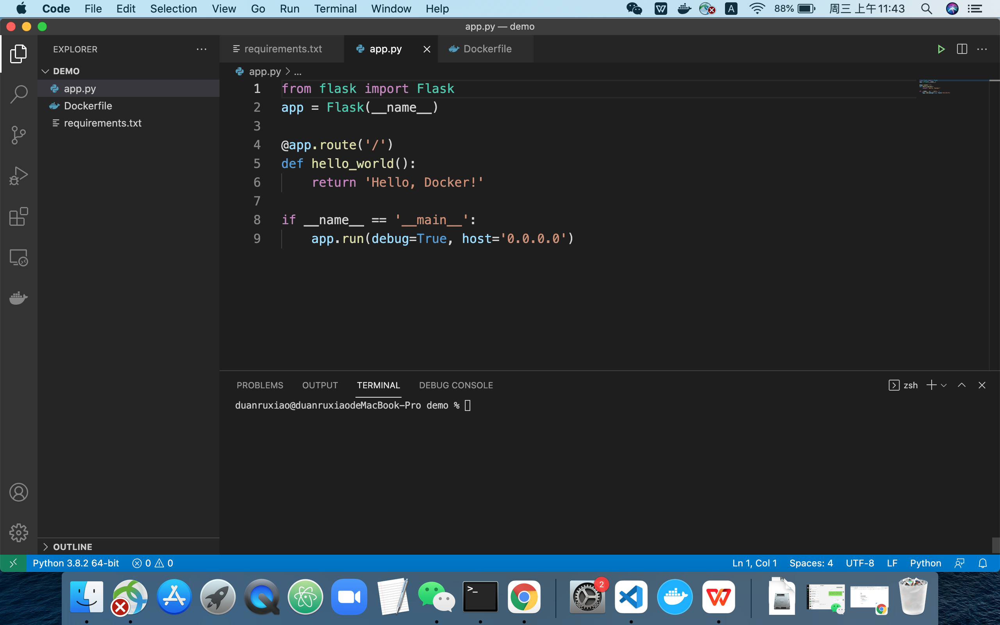 Code File Edit Selection View Go Run Terminal Window Help A 88% 周三 上午11:43
app.py — demo
EXPLORER
requirements.txt app.py Dockerfile
DEMO
app.py > ...
app.py
Dockerfile
requirements.txt
1 from flask import Flask
2 app = Flask(__name__)
3
4 @app.route('/')
5 def hello_world():
6     return 'Hello, Docker!'
7
8 if __name__ == '__main__':
9     app.run(debug=True, host='0.0.0.0')
PROBLEMS OUTPUT TERMINAL DEBUG CONSOLE zsh
duanruxiao@duanruxiaodeMacBook-Pro demo %
OUTLINE
Python 3.8.2 64-bit 0 0 Ln 1, Col 1 Spaces: 4 UTF-8 LF Python
2